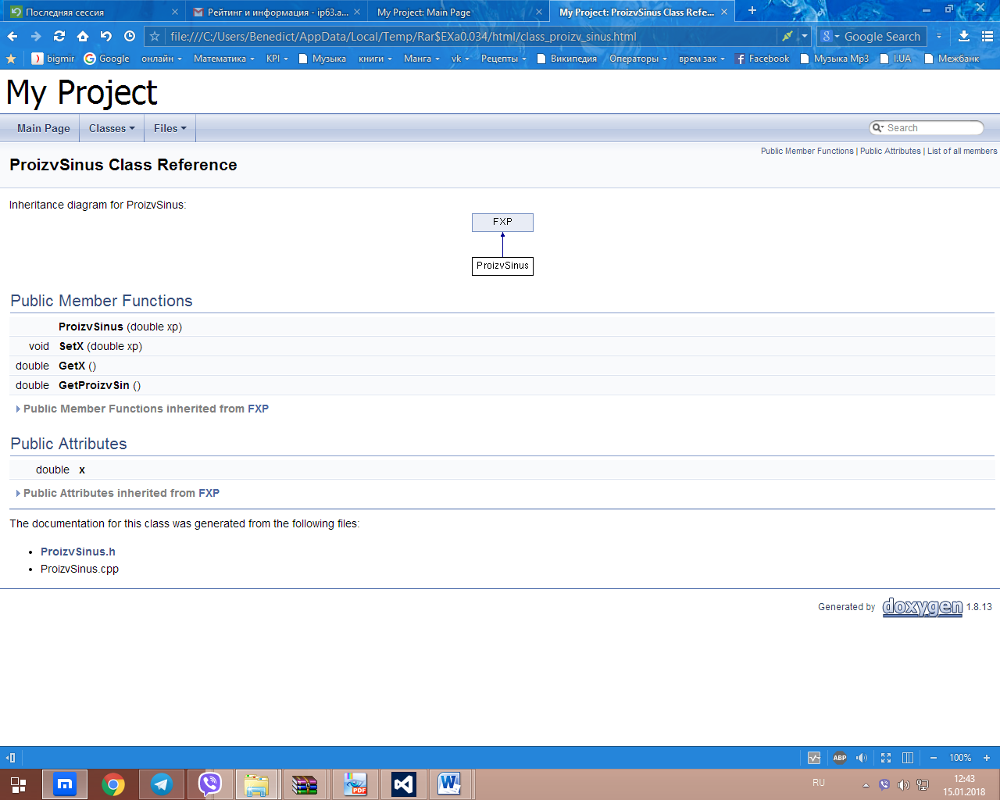 Последняя сессия
Рейтинг и информация - ip63.a...
My Project: Main Page
My Project: ProizvSinus Class Refe...
file:///C:/Users/Benedict/AppData/Local/Temp/Rar$EXa0.034/html/class_proizv_sinus.html
Google Search
bigmir
Google
онлайн
Математика
KPI
Музыка
книги
Манга
vk
Рецепты
Википедия
Операторы
врем зак
Facebook
Музыка Mp3
I.UA
Межбанк
My Project
Main Page
Classes
Files
Search
Public Member Functions | Public Attributes | List of all members
ProizvSinus Class Reference
Inheritance diagram for ProizvSinus:
FXP
ProizvSinus
Public Member Functions
ProizvSinus (double xp)
void SetX (double xp)
double GetX ()
double GetProizvSin ()
Public Member Functions inherited from FXP
Public Attributes
double x
Public Attributes inherited from FXP
The documentation for this class was generated from the following files:
• ProizvSinus.h
• ProizvSinus.cpp
Generated by doxygen 1.8.13
ABP
100%
PDF
RU
12:43
15.01.2018